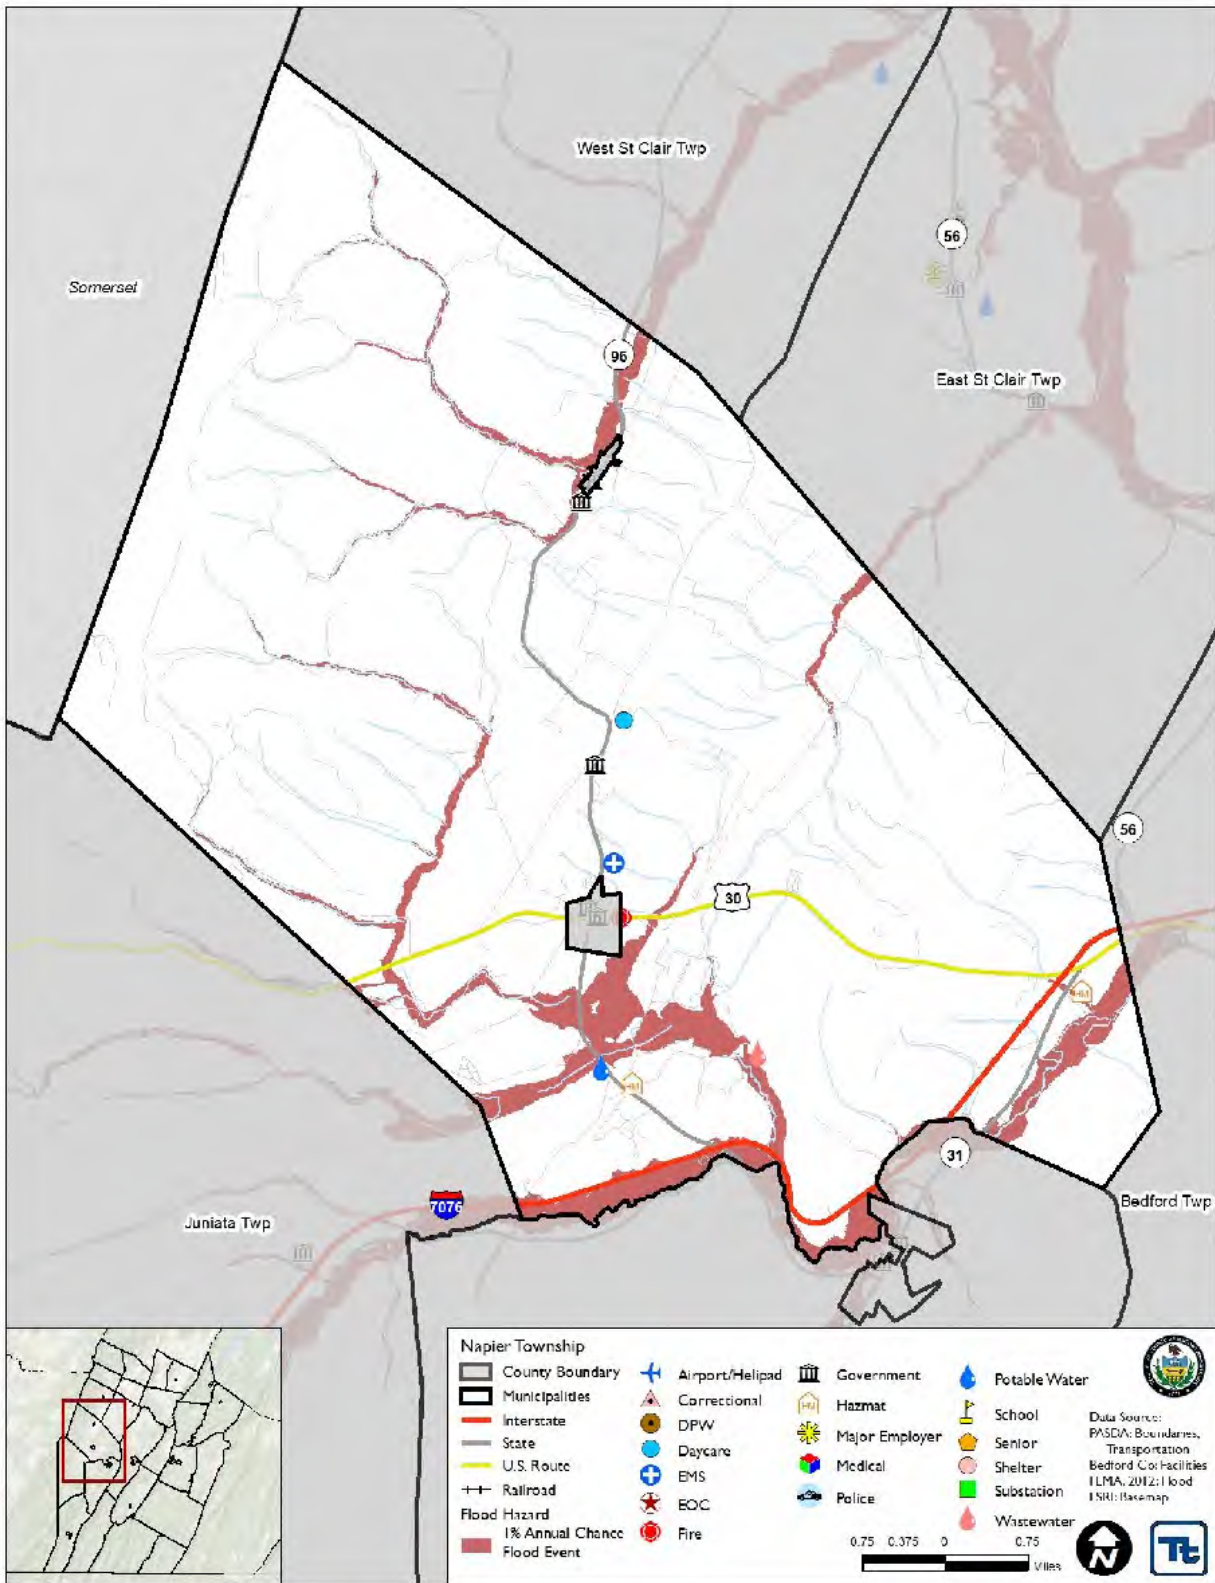 West St Clair Twp
56
Somerset
96
East St Clair Twp
56
30
HM
HM
31
7076
Bedford Twp
Juniata Twp
Napier Township
County Boundary
Municipalities
Interstate
State
U.S. Route
Railroad
Flood Hazard
1% Annual Chance
Flood Event
Airport/Helipad
Correctional
DPW
Daycare
EMS
EOC
Fire
Government
HM
Hazmat
Major Employer
Medical
Police
Potable Water
School
Senior
Shelter
Substation
Wastewater
Data Source:
PASDA: Boundaries,
Transportation
Bedford Co: Facilities
FEMA, 2012: Flood
ESRI: Basemap
0.75 0.375 0 0.75
Miles
N
Tt